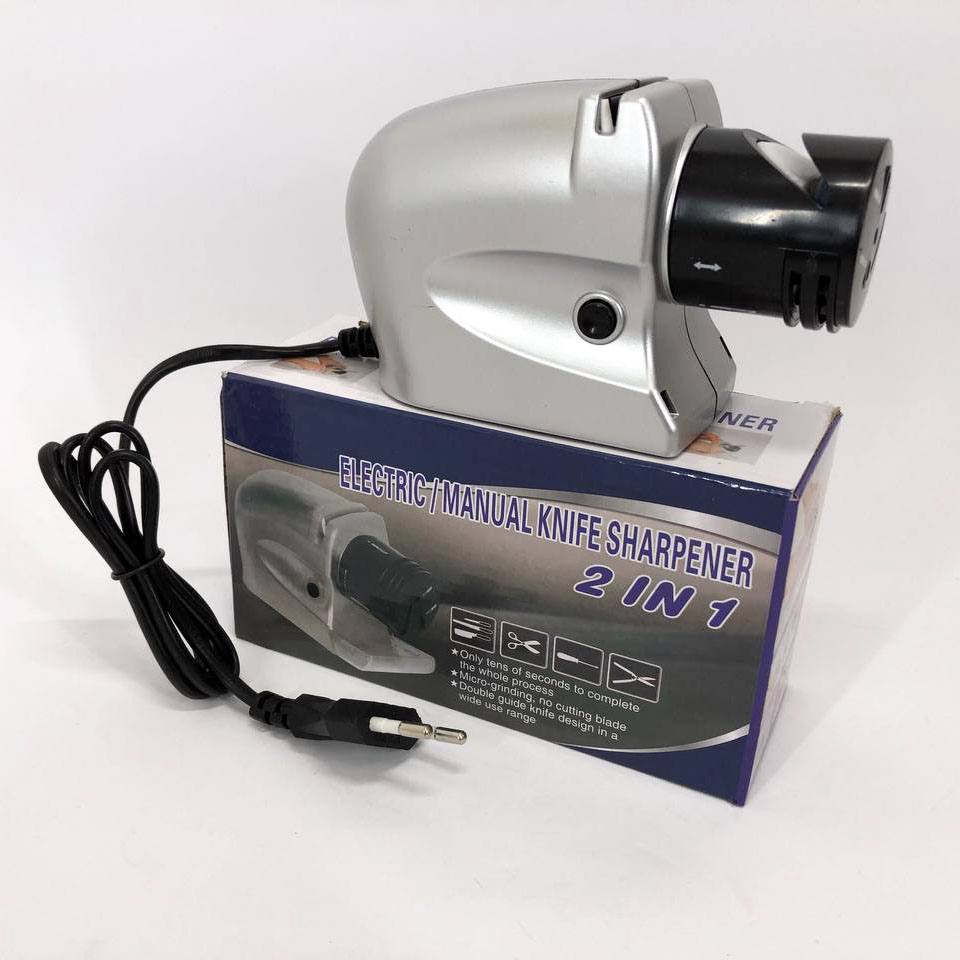 NER
ELECTRIC / MANUAL KNIFE SHARPENER
2 IN 1
★Only tens of seconds to complete
the whole process
★Micro-grinding, no cutting blade
★Double guide knife design in a
wide use range